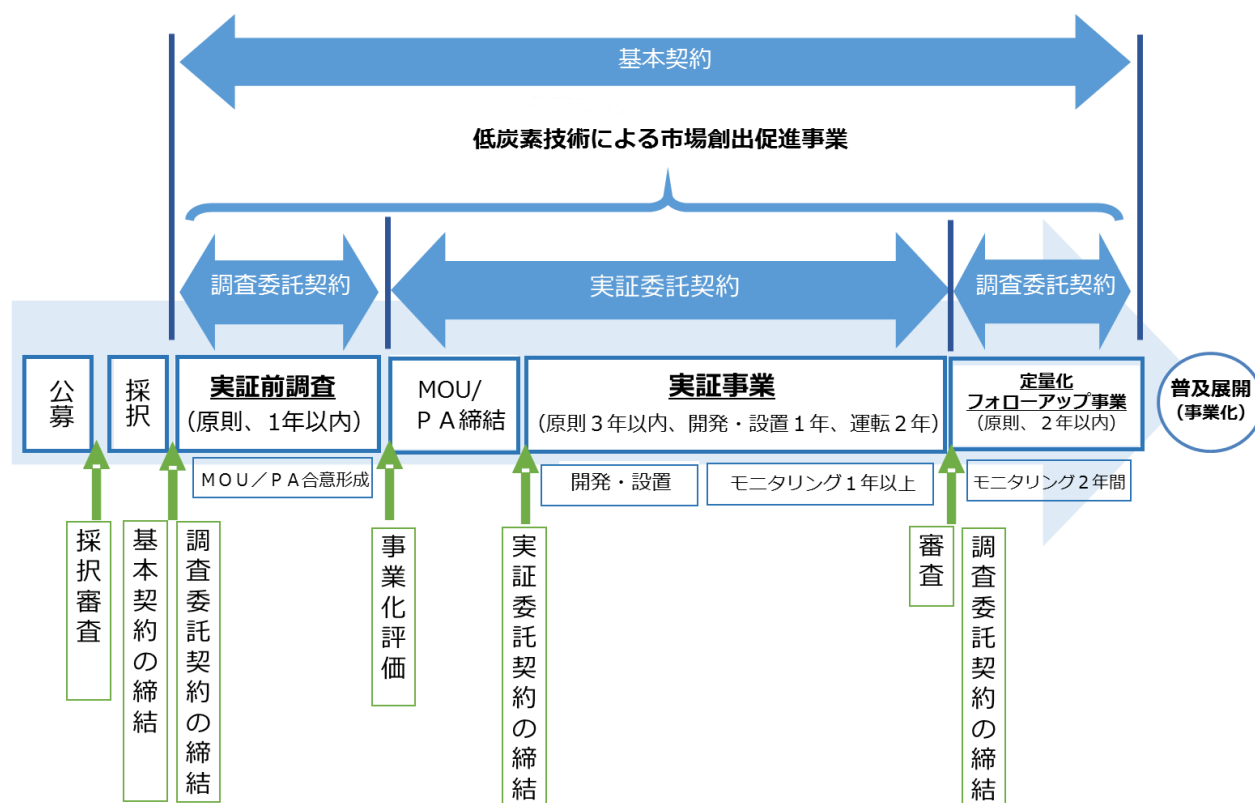 基本契約
低炭素技術による市場創出促進事業
調査委託契約
実証委託契約
調査委託契約
公募
採択
実証前調査
(原則、1年以内)
MOU/
ＰＡ締結
実証事業
(原則３年以内、開発・設置１年、運転２年)
定量化
フォローアップ事業
(原則、２年以内)
普及展開
(事業化)
ＭＯＵ／ＰＡ合意形成
開発・設置
モニタリング１年以上
モニタリング２年間
採択審査
基本契約の締結
調査委託契約の締結
事業化評価
実証委託契約の締結
審査
調査委託契約の締結